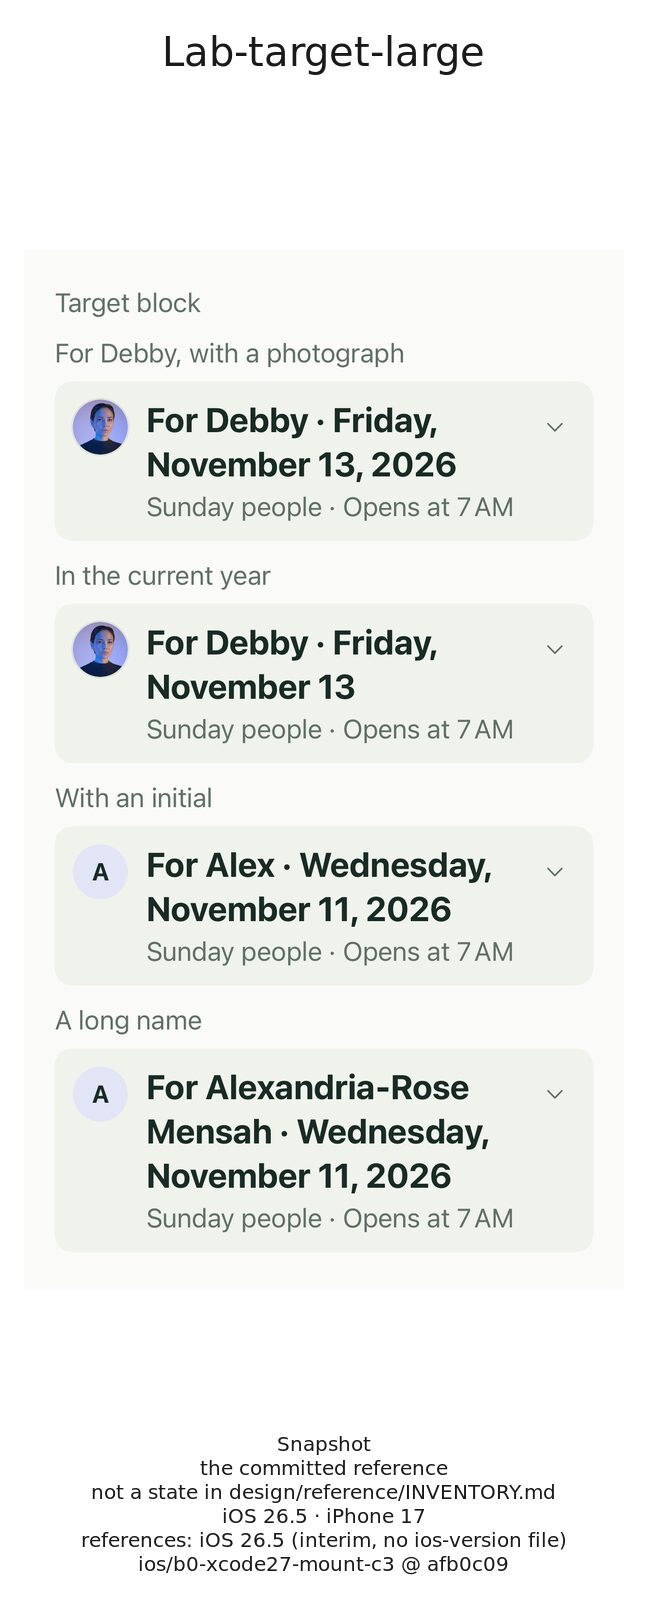 Lab-target-large
Target block
For Debby, with a photograph
For Debby · Friday,
November 13, 2026
Sunday people · Opens at 7 AM
In the current year
For Debby · Friday,
November 13
Sunday people · Opens at 7 AM
With an initial
A
For Alex · Wednesday,
November 11, 2026
Sunday people · Opens at 7 AM
A long name
A
For Alexandria-Rose
Mensah · Wednesday,
November 11, 2026
Sunday people · Opens at 7 AM
Snapshot
the committed reference
not a state in design/reference/INVENTORY.md
iOS 26.5 · iPhone 17
references: iOS 26.5 (interim, no ios-version file)
ios/b0-xcode27-mount-c3 @ afb0c09